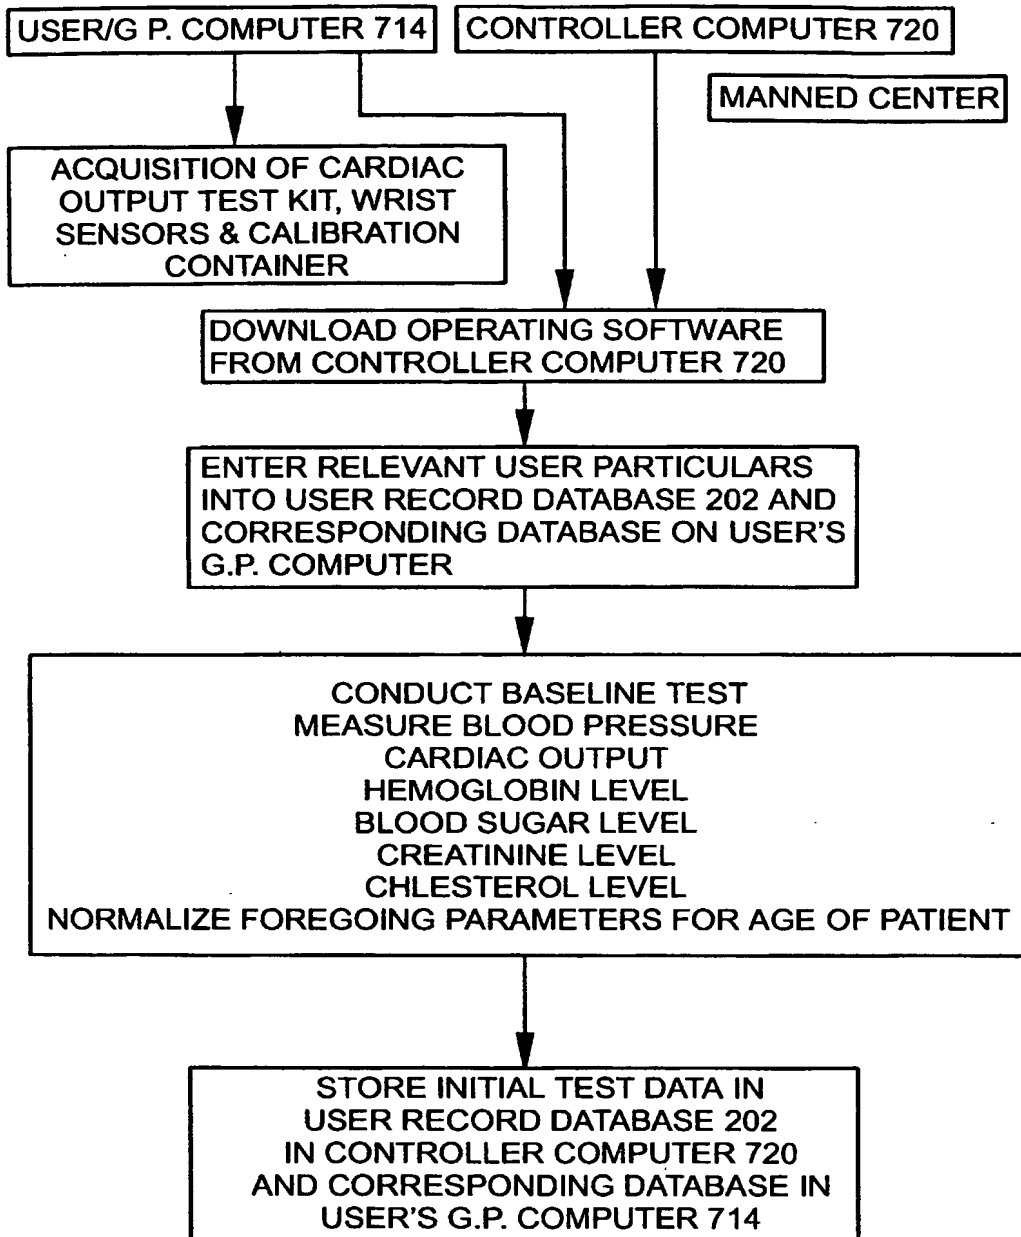 USER/G P. COMPUTER 714
CONTROLLER COMPUTER 720
MANNED CENTER
ACQUISITION OF CARDIAC
OUTPUT TEST KIT, WRIST
SENSORS & CALIBRATION
CONTAINER
DOWNLOAD OPERATING SOFTWARE
FROM CONTROLLER COMPUTER 720
ENTER RELEVANT USER PARTICULARS
INTO USER RECORD DATABASE 202 AND
CORRESPONDING DATABASE ON USER'S
G.P. COMPUTER
CONDUCT BASELINE TEST
MEASURE BLOOD PRESSURE
CARDIAC OUTPUT
HEMOGLOBIN LEVEL
BLOOD SUGAR LEVEL
CREATININE LEVEL
CHLESTEROL LEVEL
NORMALIZE FOREGOING PARAMETERS FOR AGE OF PATIENT
STORE INITIAL TEST DATA IN
USER RECORD DATABASE 202
IN CONTROLLER COMPUTER 720
AND CORRESPONDING DATABASE IN
USER'S G.P. COMPUTER 714